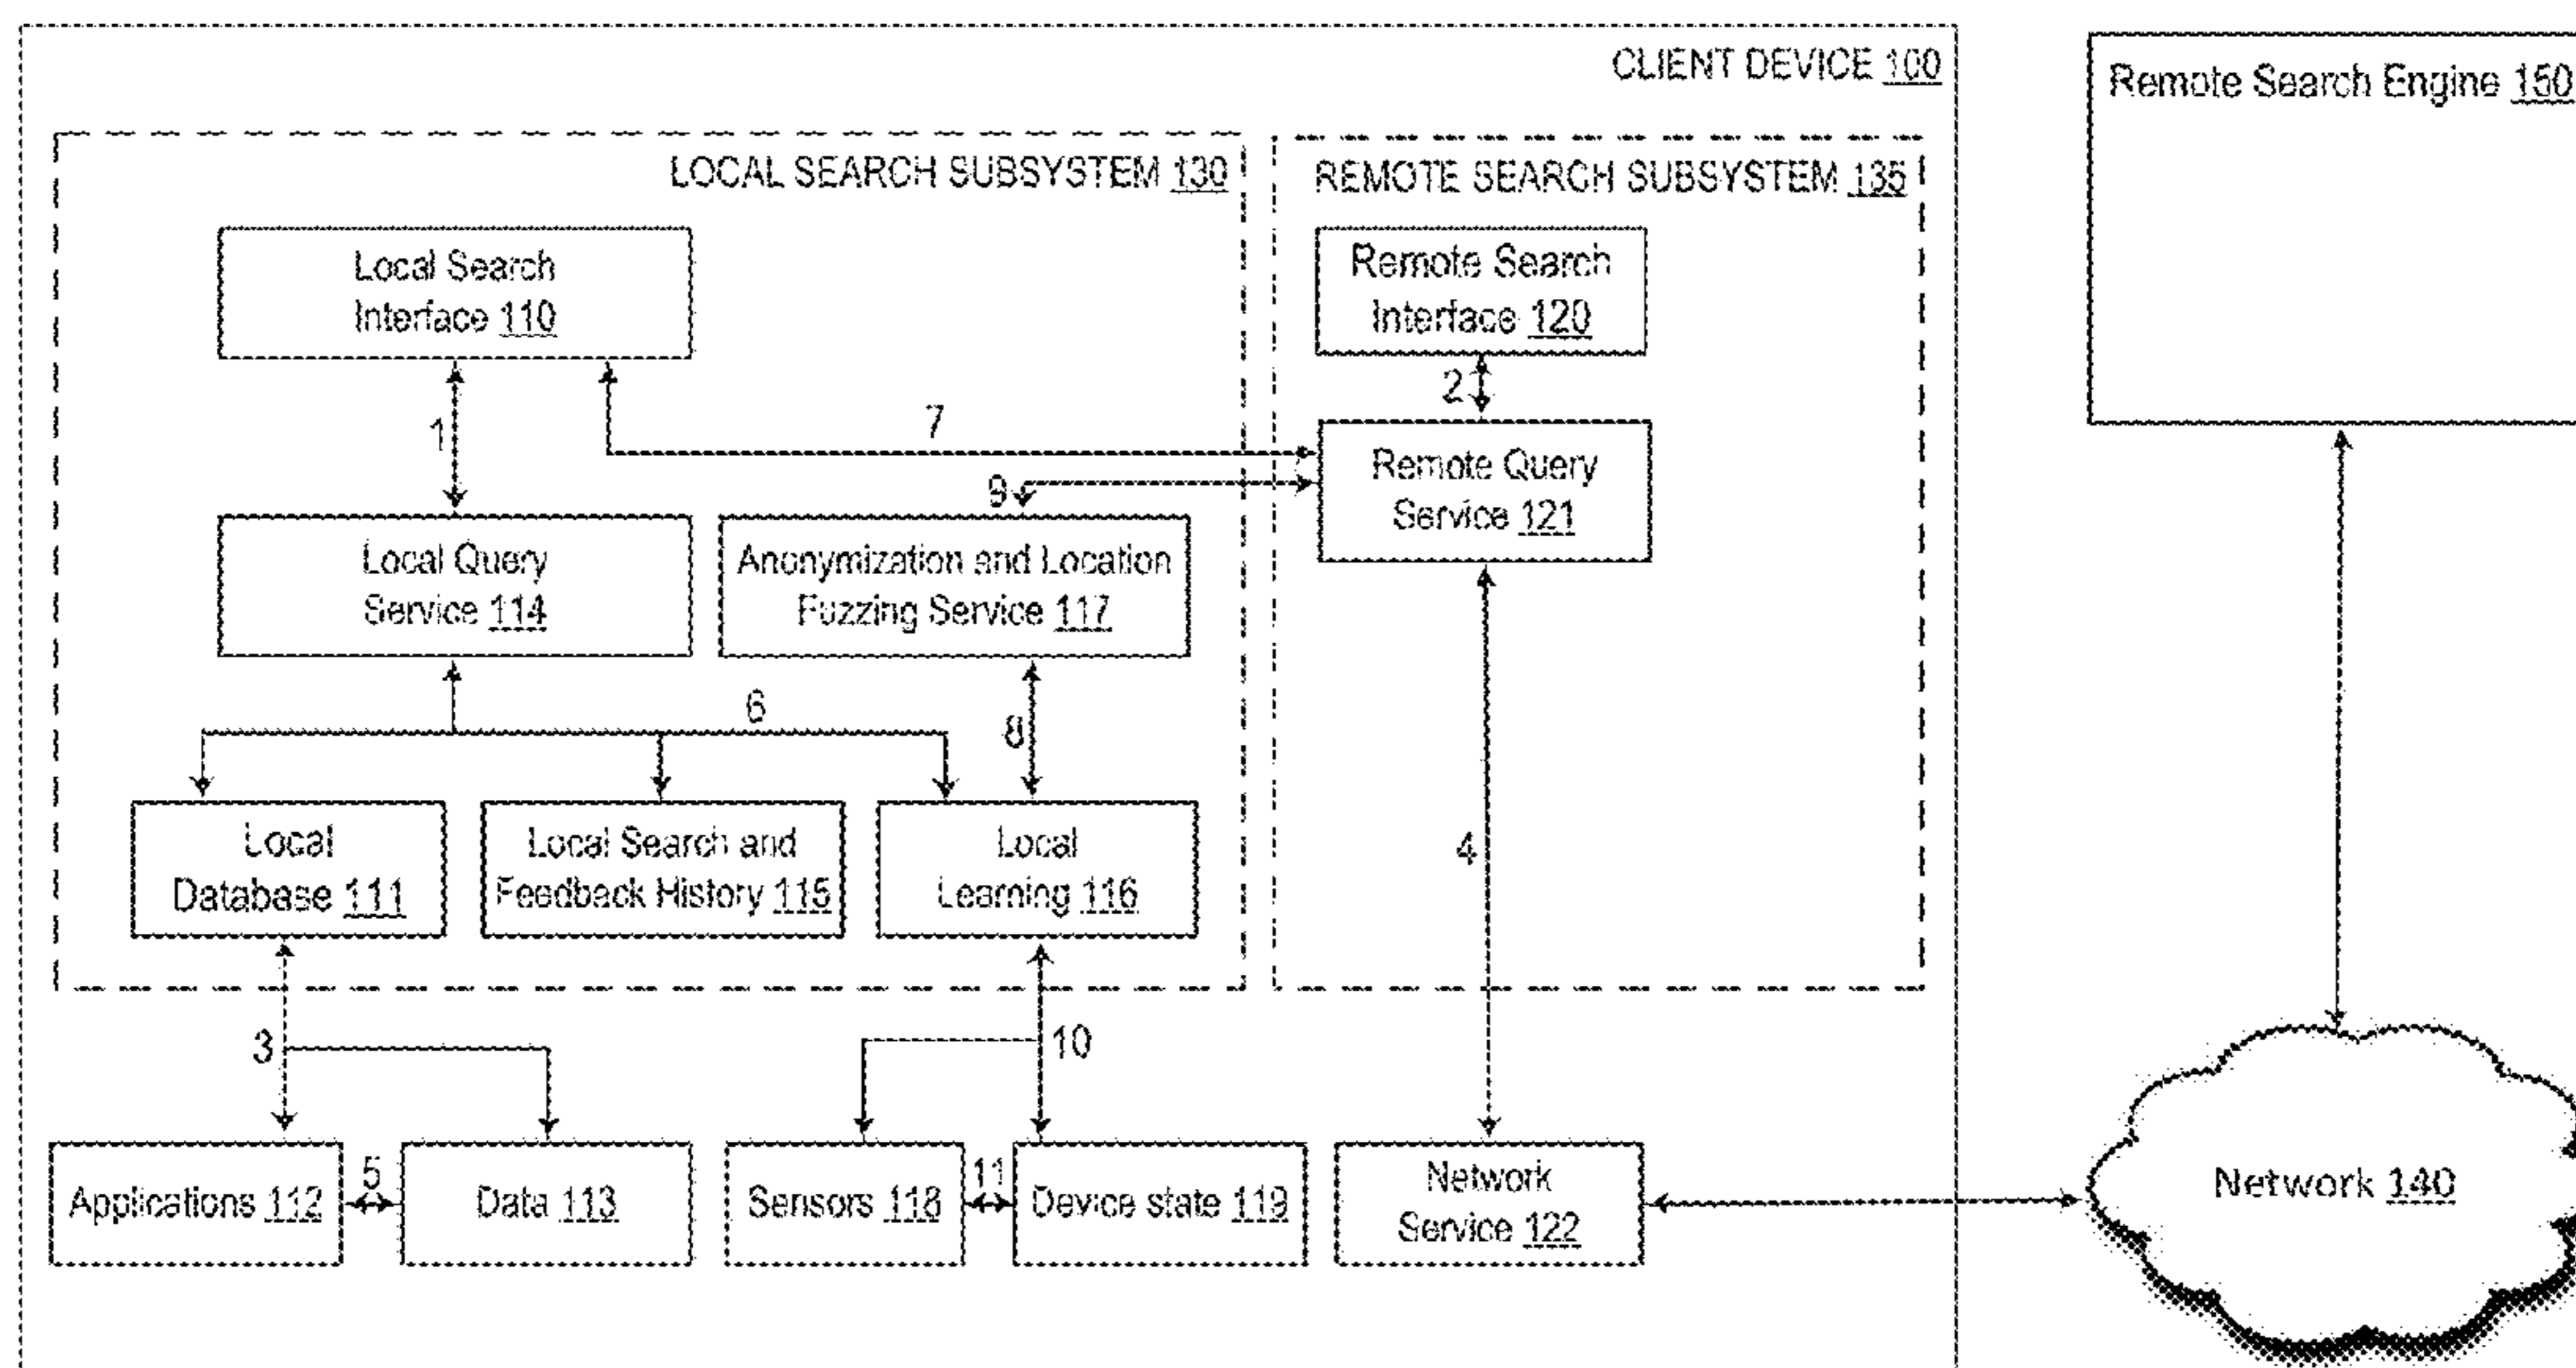 CLIENT DEVICE 100
Remote Search Engine 150
LOCAL SEARCH SUBSYSTEM 130
REMOTE SEARCH SUBSYSTEM 135
Local Search
Interface 110
Remote Search
Interface 120
2
1
7
Remote Query
Service 121
9
Local Query
Service 114
Anonymization and Location
Fuzzing Service 117
6
8
4
Local
Database 111
Local Search and
Feedback History 115
Local
Learning 116
3
10
Applications 112
5
Data 113
Sensors 118
11
Device state 119
Network
Service 122
Network 140